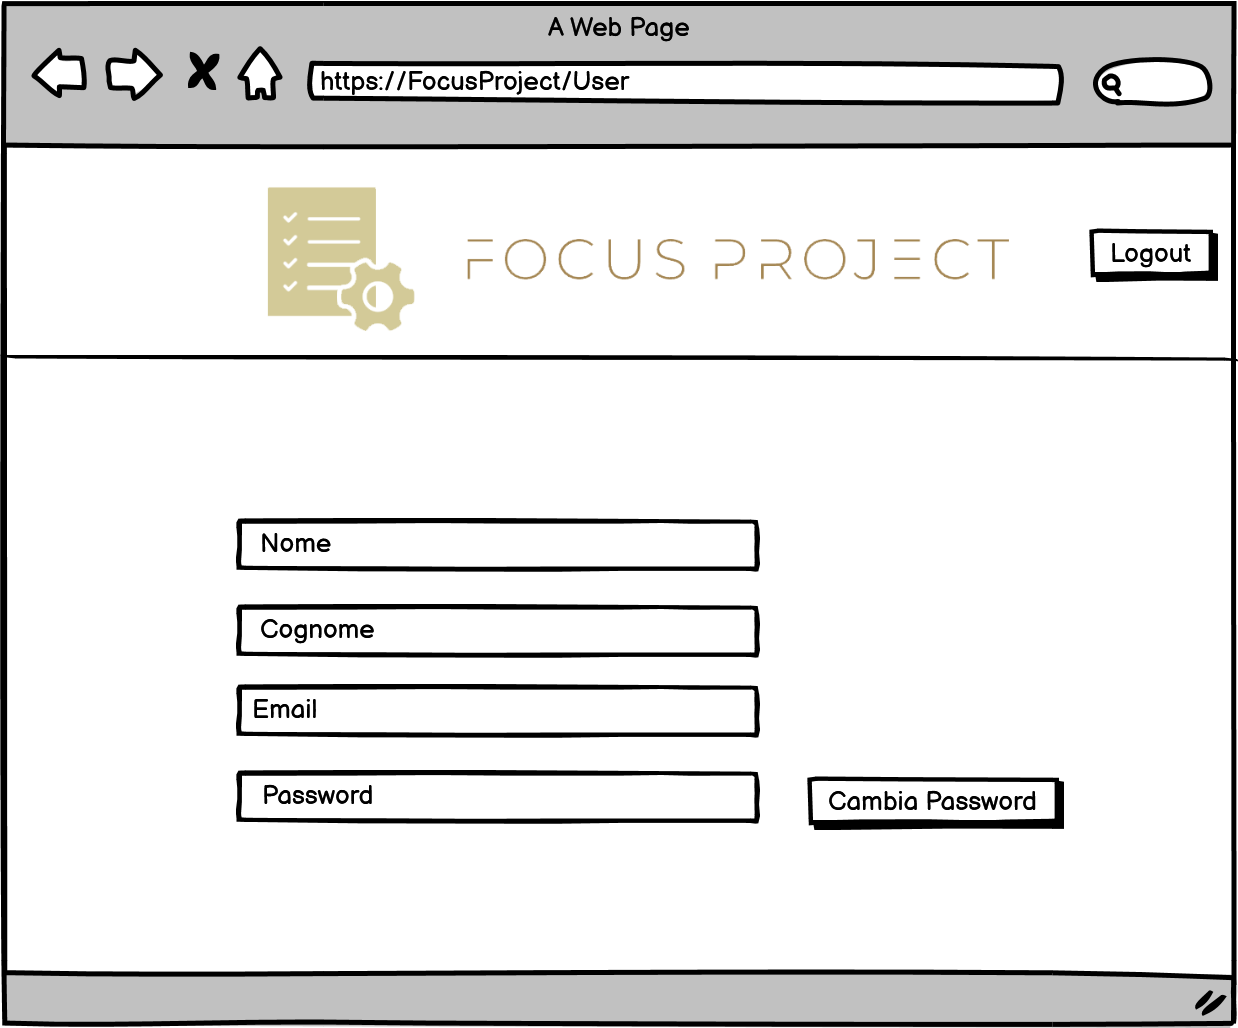 A Web Page
https://FocusProject/User
FOCUS PROJECT
Logout
Nome
Cognome
Email
Password
Cambia Password